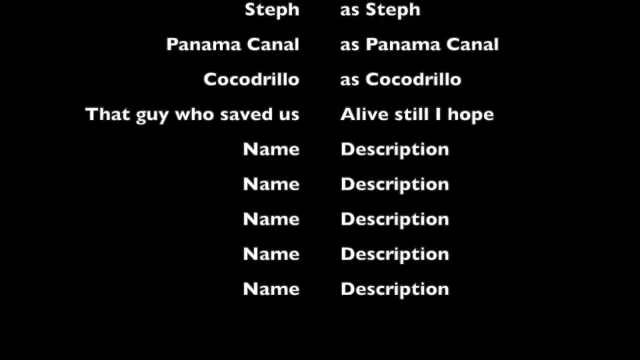 Steph as Steph
Panama Canal as Panama Canal
Cocodrillo as Cocodrillo
That guy who saved us Alive still I hope
Name Description
Name Description
Name Description
Name Description
Name Description